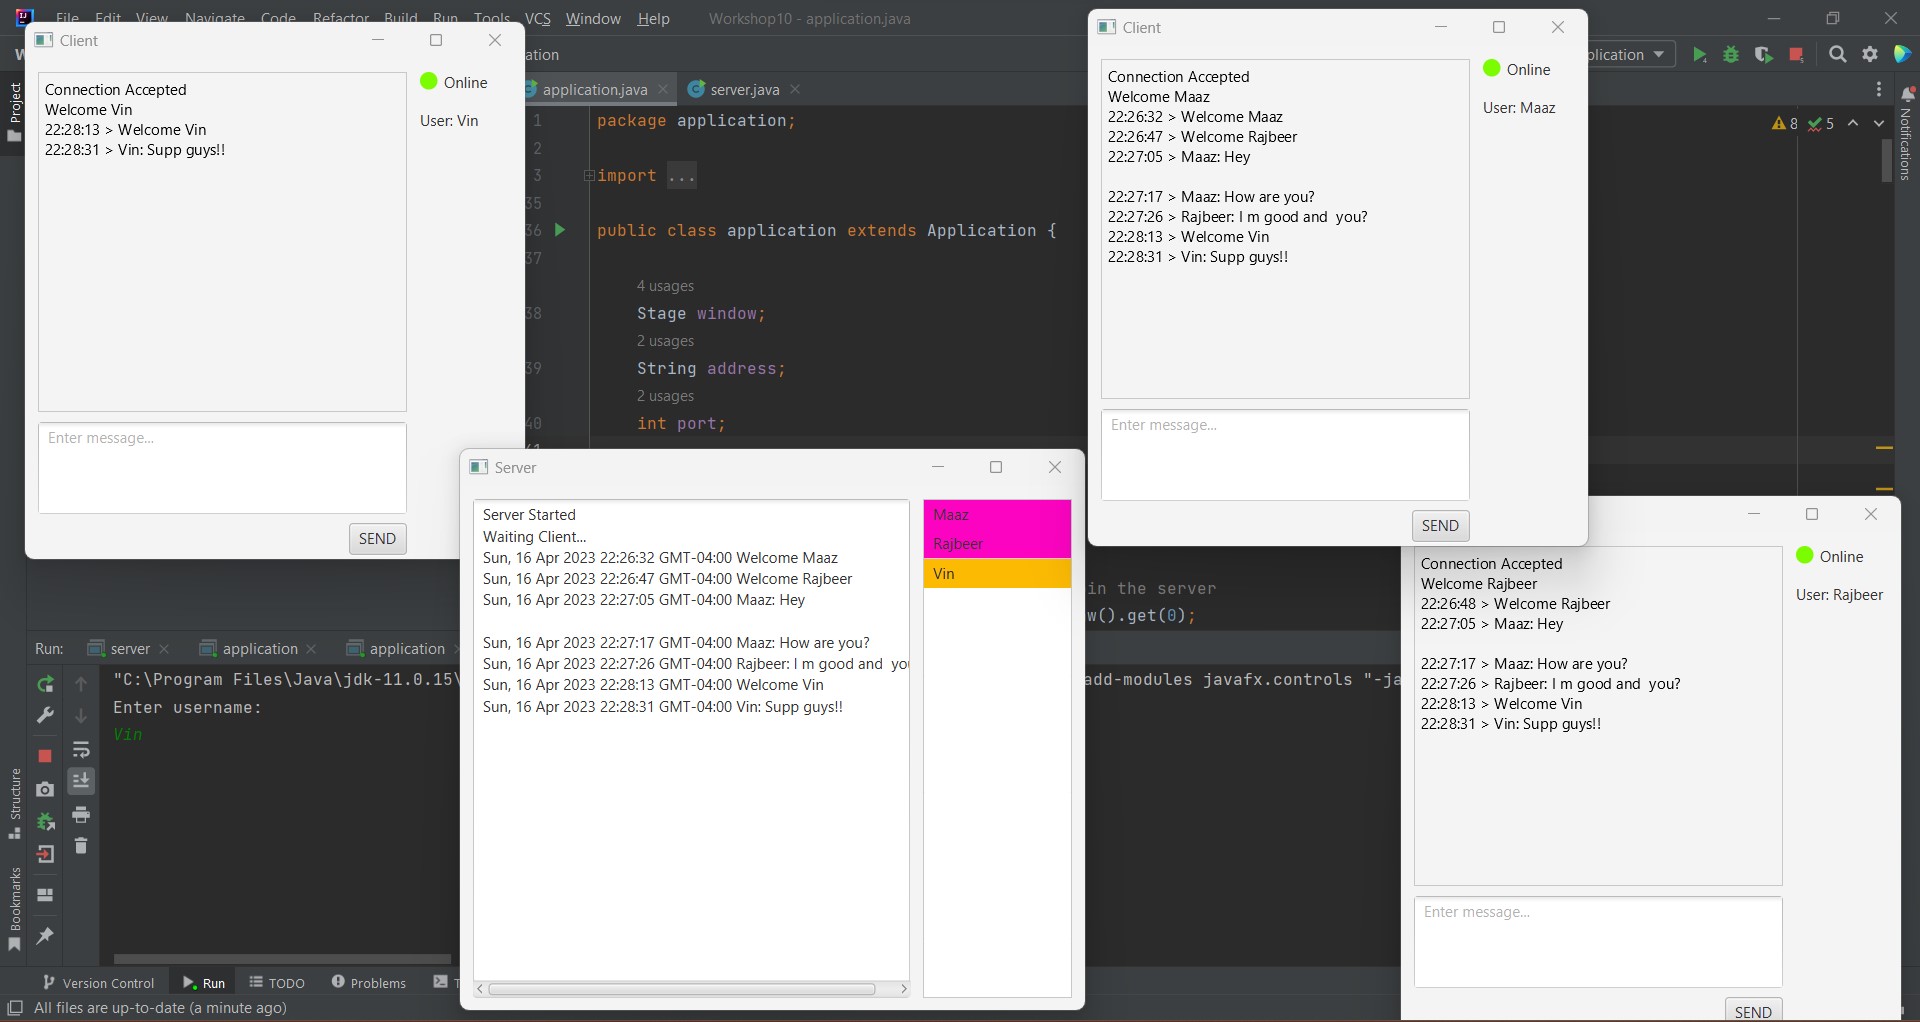 File Edit View Navigate Code Refactor Build Run Tools VCS Window Help Workshop10 - application.java
Client
Connection Accepted
Welcome Vin
22:28:13 > Welcome Vin
22:28:31 > Vin: Supp guys!!
Online
User: Vin
Enter message...
SEND
Client
Connection Accepted
Welcome Maaz
22:26:32 > Welcome Maaz
22:26:47 > Welcome Rajbeer
22:27:05 > Maaz: Hey
22:27:17 > Maaz: How are you?
22:27:26 > Rajbeer: I m good and  you?
22:28:13 > Welcome Vin
22:28:31 > Vin: Supp guys!!
Online
User: Maaz
Enter message...
SEND
W
ation
plication
Project
Notifications
application.java server.java
8 5
1 package application;
2
3 import ...
35
36 public class application extends Application {
37
4 usages
38 Stage window;
2 usages
39 String address;
2 usages
40 int port;
in the server
w().get(0);
Server
Server Started
Waiting Client...
Sun, 16 Apr 2023 22:26:32 GMT-04:00 Welcome Maaz
Sun, 16 Apr 2023 22:26:47 GMT-04:00 Welcome Rajbeer
Sun, 16 Apr 2023 22:27:05 GMT-04:00 Maaz: Hey
Sun, 16 Apr 2023 22:27:17 GMT-04:00 Maaz: How are you?
Sun, 16 Apr 2023 22:27:26 GMT-04:00 Rajbeer: I m good and  you
Sun, 16 Apr 2023 22:28:13 GMT-04:00 Welcome Vin
Sun, 16 Apr 2023 22:28:31 GMT-04:00 Vin: Supp guys!!
Maaz
Rajbeer
Vin
Connection Accepted
Welcome Rajbeer
22:26:48 > Welcome Rajbeer
22:27:05 > Maaz: Hey
22:27:17 > Maaz: How are you?
22:27:26 > Rajbeer: I m good and  you?
22:28:13 > Welcome Vin
22:28:31 > Vin: Supp guys!!
Online
User: Rajbeer
Enter message...
SEND
Run: server application application
"C:\Program Files\Java\jdk-11.0.15\
add-modules javafx.controls "-ja
Enter username:
Vin
Structure
Bookmarks
Version Control Run TODO Problems T
All files are up-to-date (a minute ago)